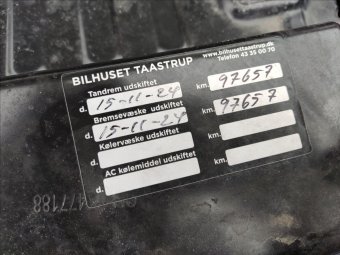 BILHUSET TAASTRUP
www.bilhusettaastrup.dk
Telefon 43 35 00 70
Tandrem udskiftet
d. 15-11-24 km. 97657
Bremsevæske udskiftet
d. 15-11-24 km. 97657
Kølervæske udskiftet
d. km.
AC kølemiddel udskiftet
d. km.
477188